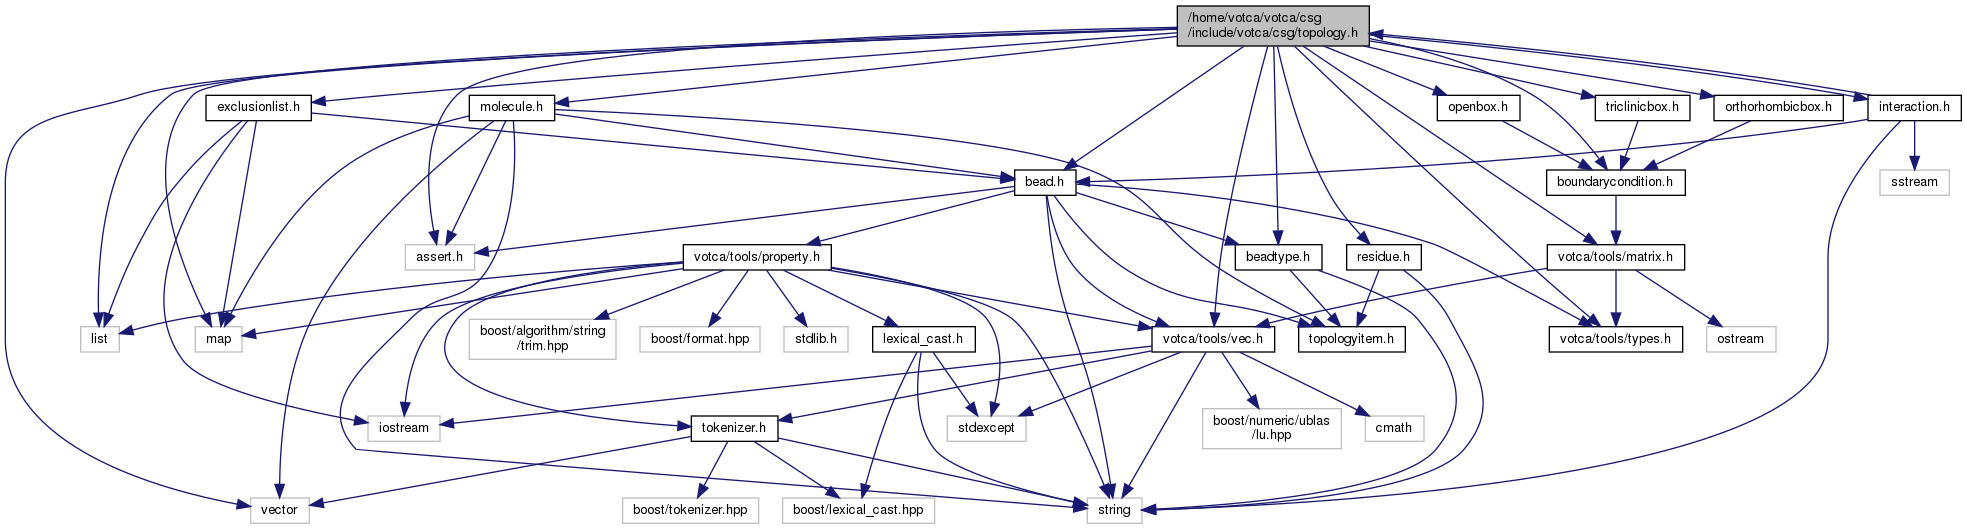 /home/votca/votca/csg
/include/votca/csg/topology.h
exclusionlist.h
molecule.h
openbox.h
triclinicbox.h
orthorhombicbox.h
interaction.h
bead.h
boundarycondition.h
sstream
assert.h
votca/tools/property.h
beadtype.h
residue.h
votca/tools/matrix.h
list
map
boost/algorithm/string
/trim.hpp
boost/format.hpp
stdlib.h
lexical_cast.h
votca/tools/vec.h
topologyitem.h
votca/tools/types.h
ostream
iostream
tokenizer.h
stdexcept
boost/numeric/ublas
/lu.hpp
cmath
vector
boost/tokenizer.hpp
boost/lexical_cast.hpp
string